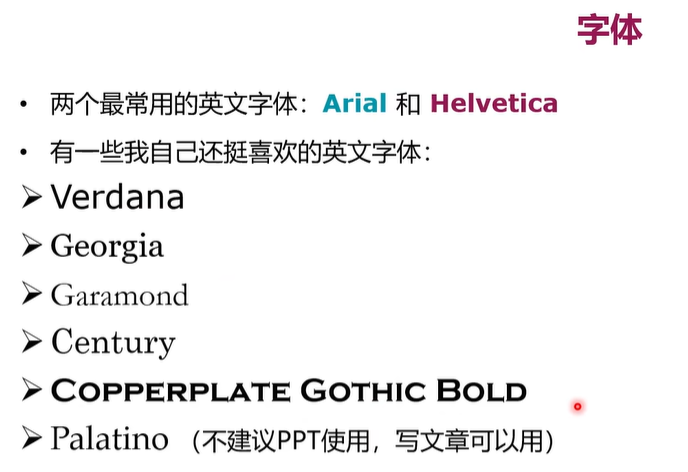 字体
• 两个最常用的英文字体：Arial 和 Helvetica
• 有一些我自己还挺喜欢的英文字体：
➢ Verdana
➢ Georgia
➢ Garamond
➢ Century
➢ COPPERPLATE GOTHIC BOLD
➢ Palatino （不建议PPT使用，写文章可以用）